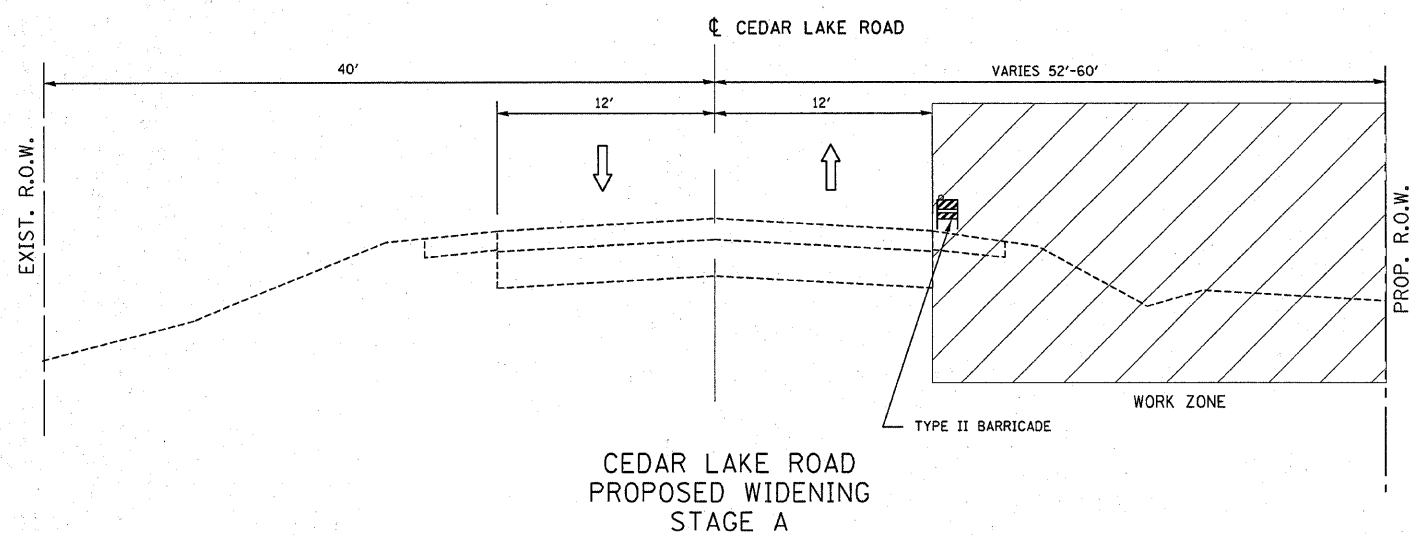 ℄ CEDAR LAKE ROAD
40'
VARIES 52'-60'
12'
12'
EXIST. R.O.W.
PROP. R.O.W.
WORK ZONE
TYPE II BARRICADE
CEDAR LAKE ROAD
PROPOSED WIDENING
STAGE A